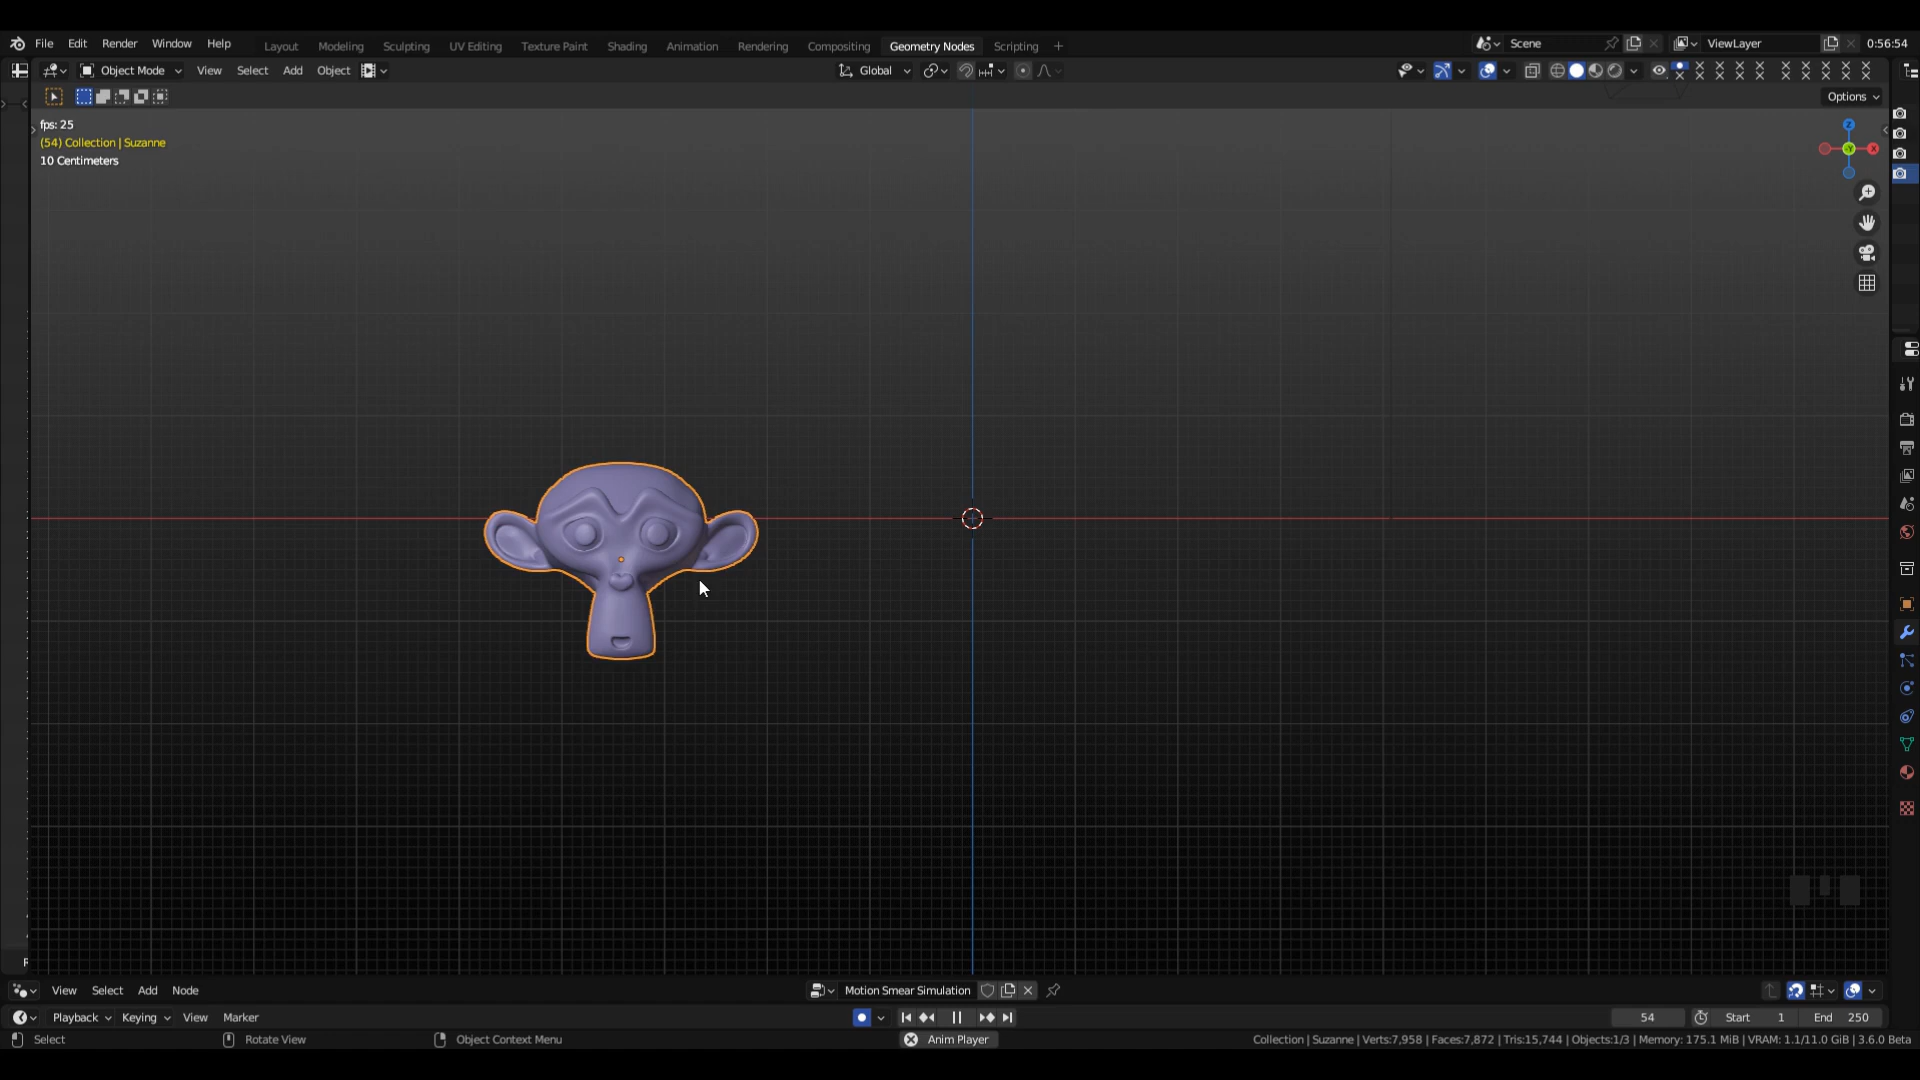 File Edit Render Window Help Layout Modeling Sculpting UV Editing Texture Paint Shading Animation Rendering Compositing Geometry Nodes Scripting + Scene ViewLayer 0:56:54
Object Mode View Select Add Object Global
Options
fps: 25
(54) Collection | Suzanne
10 Centimeters
Z
Y
X
View Select Add Node Motion Smear Simulation
Playback Keying View Marker 54 Start 1 End 250
Select Rotate View Object Context Menu Anim Player Collection | Suzanne | Verts:7,958 | Faces:7,872 | Tris:15,744 | Objects:1/3 | Memory: 175.1 MiB | VRAM: 1.1/11.0 GiB | 3.6.0 Beta